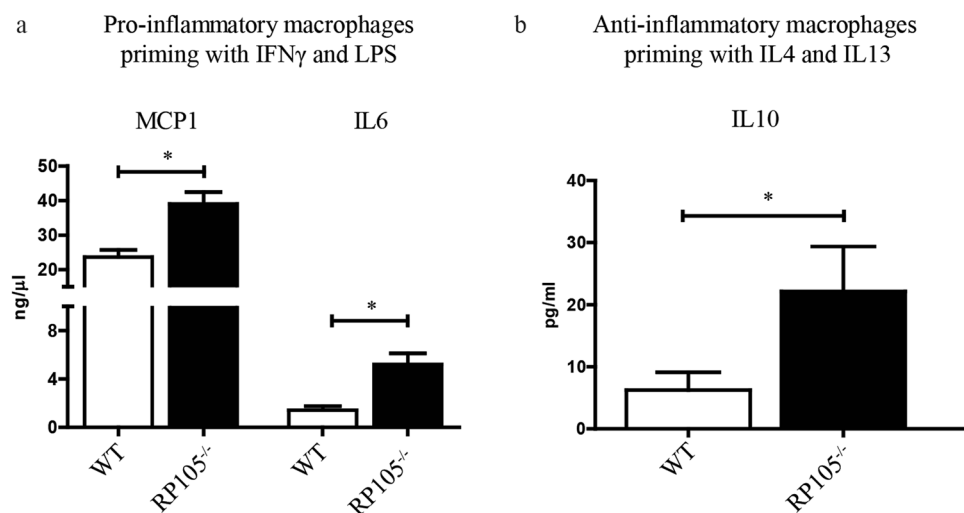 a
Pro-inflammatory macrophages
priming with IFNγ and LPS
MCP1
IL6
*
*
50
40
30
20
8
4
0
ng/µl
WT
RP105-/-
WT
RP105-/-
b
Anti-inflammatory macrophages
priming with IL4 and IL13
IL10
*
40
30
20
10
0
pg/ml
WT
RP105-/-